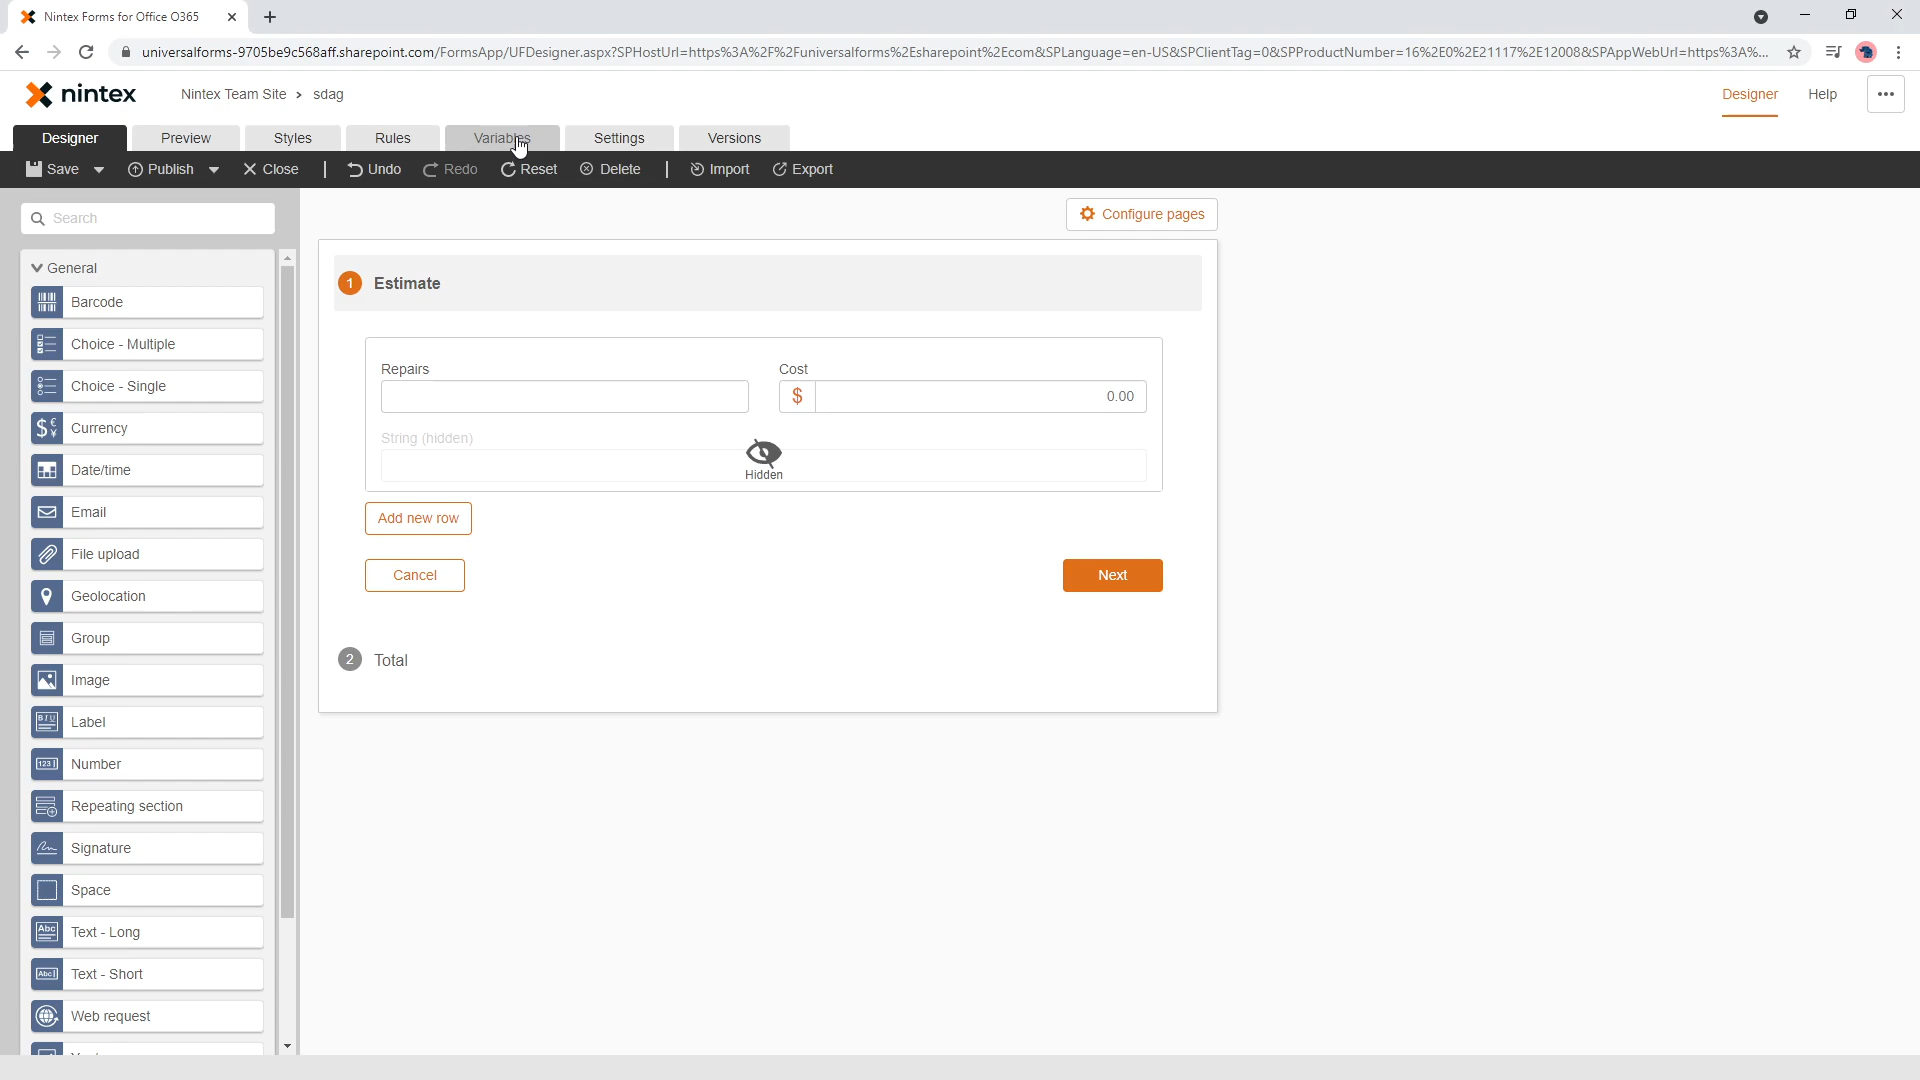 Nintex Forms for Office O365
universalforms-9705be9c568aff.sharepoint.com/FormsApp/UFDesigner.aspx?SPHostUrl=https%3A%2F%2Funiversalforms%2Esharepoint%2Ecom&SPLanguage=en-US&SPClientTag=0&SPProductNumber=16%2E0%2E21117%2E12008&SPAppWebUrl=https%3A%...
nintex Nintex Team Site > sdag Designer Help
Designer Preview Styles Rules Variables Settings Versions
Save Publish Close Undo Redo Reset Delete Import Export
Search
Configure pages
General
Barcode
Choice - Multiple
Choice - Single
Currency
Date/time
Email
File upload
Geolocation
Group
Image
Label
Number
Repeating section
Signature
Space
Text - Long
Text - Short
Web request
1 Estimate
Repairs Cost
$ 0.00
String (hidden)
Hidden
Add new row
Cancel Next
2 Total